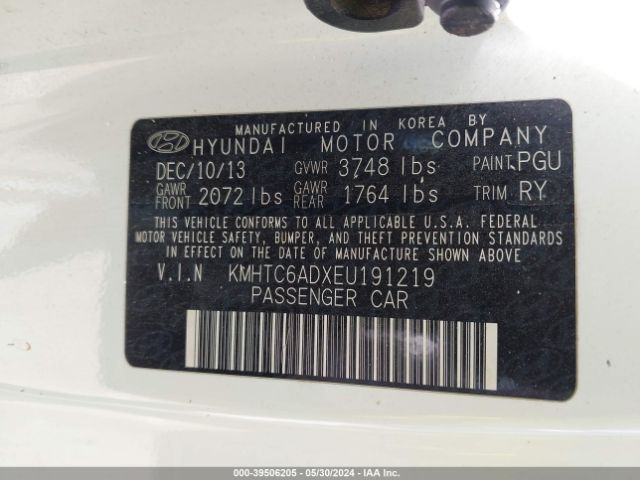 MANUFACTURED IN KOREA BY
HYUNDAI MOTOR COMPANY
DEC/10/13 GVWR 3748 lbs PAINT PGU
GAWR FRONT 2072 lbs GAWR REAR 1764 lbs TRIM RY
THIS VEHICLE CONFORMS TO ALL APPLICABLE U.S.A. FEDERAL
MOTOR VEHICLE SAFETY, BUMPER, AND THEFT PREVENTION STANDARDS
IN EFFECT ON THE DATE OF MANUFACTURE SHOWN ABOVE.
V.I.N KMHTC6ADXEU191219
PASSENGER CAR
000-39506205 - 05/30/2024 - IAA, Inc.